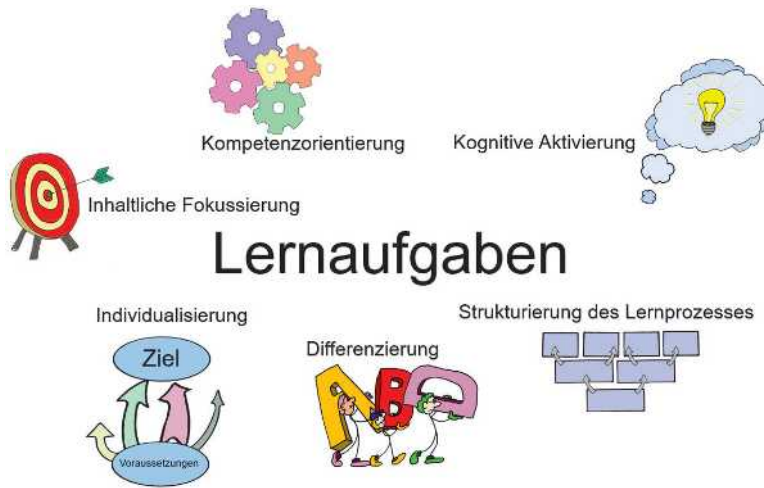 Kompetenzorientierung
Kognitive Aktivierung
Inhaltliche Fokussierung
Lernaufgaben
Individualisierung
Ziel
Voraussetzungen
Differenzierung
Strukturierung des Lernprozesses